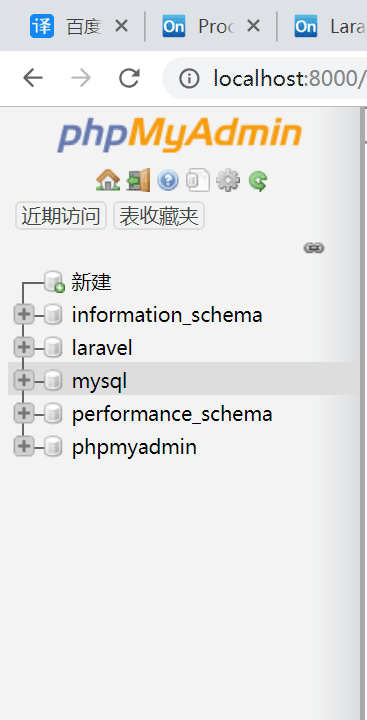 译 百度 On Proc On Lara
localhost:8000/
phpMyAdmin
近期访问 表收藏夹
新建
information_schema
laravel
mysql
performance_schema
phpmyadmin